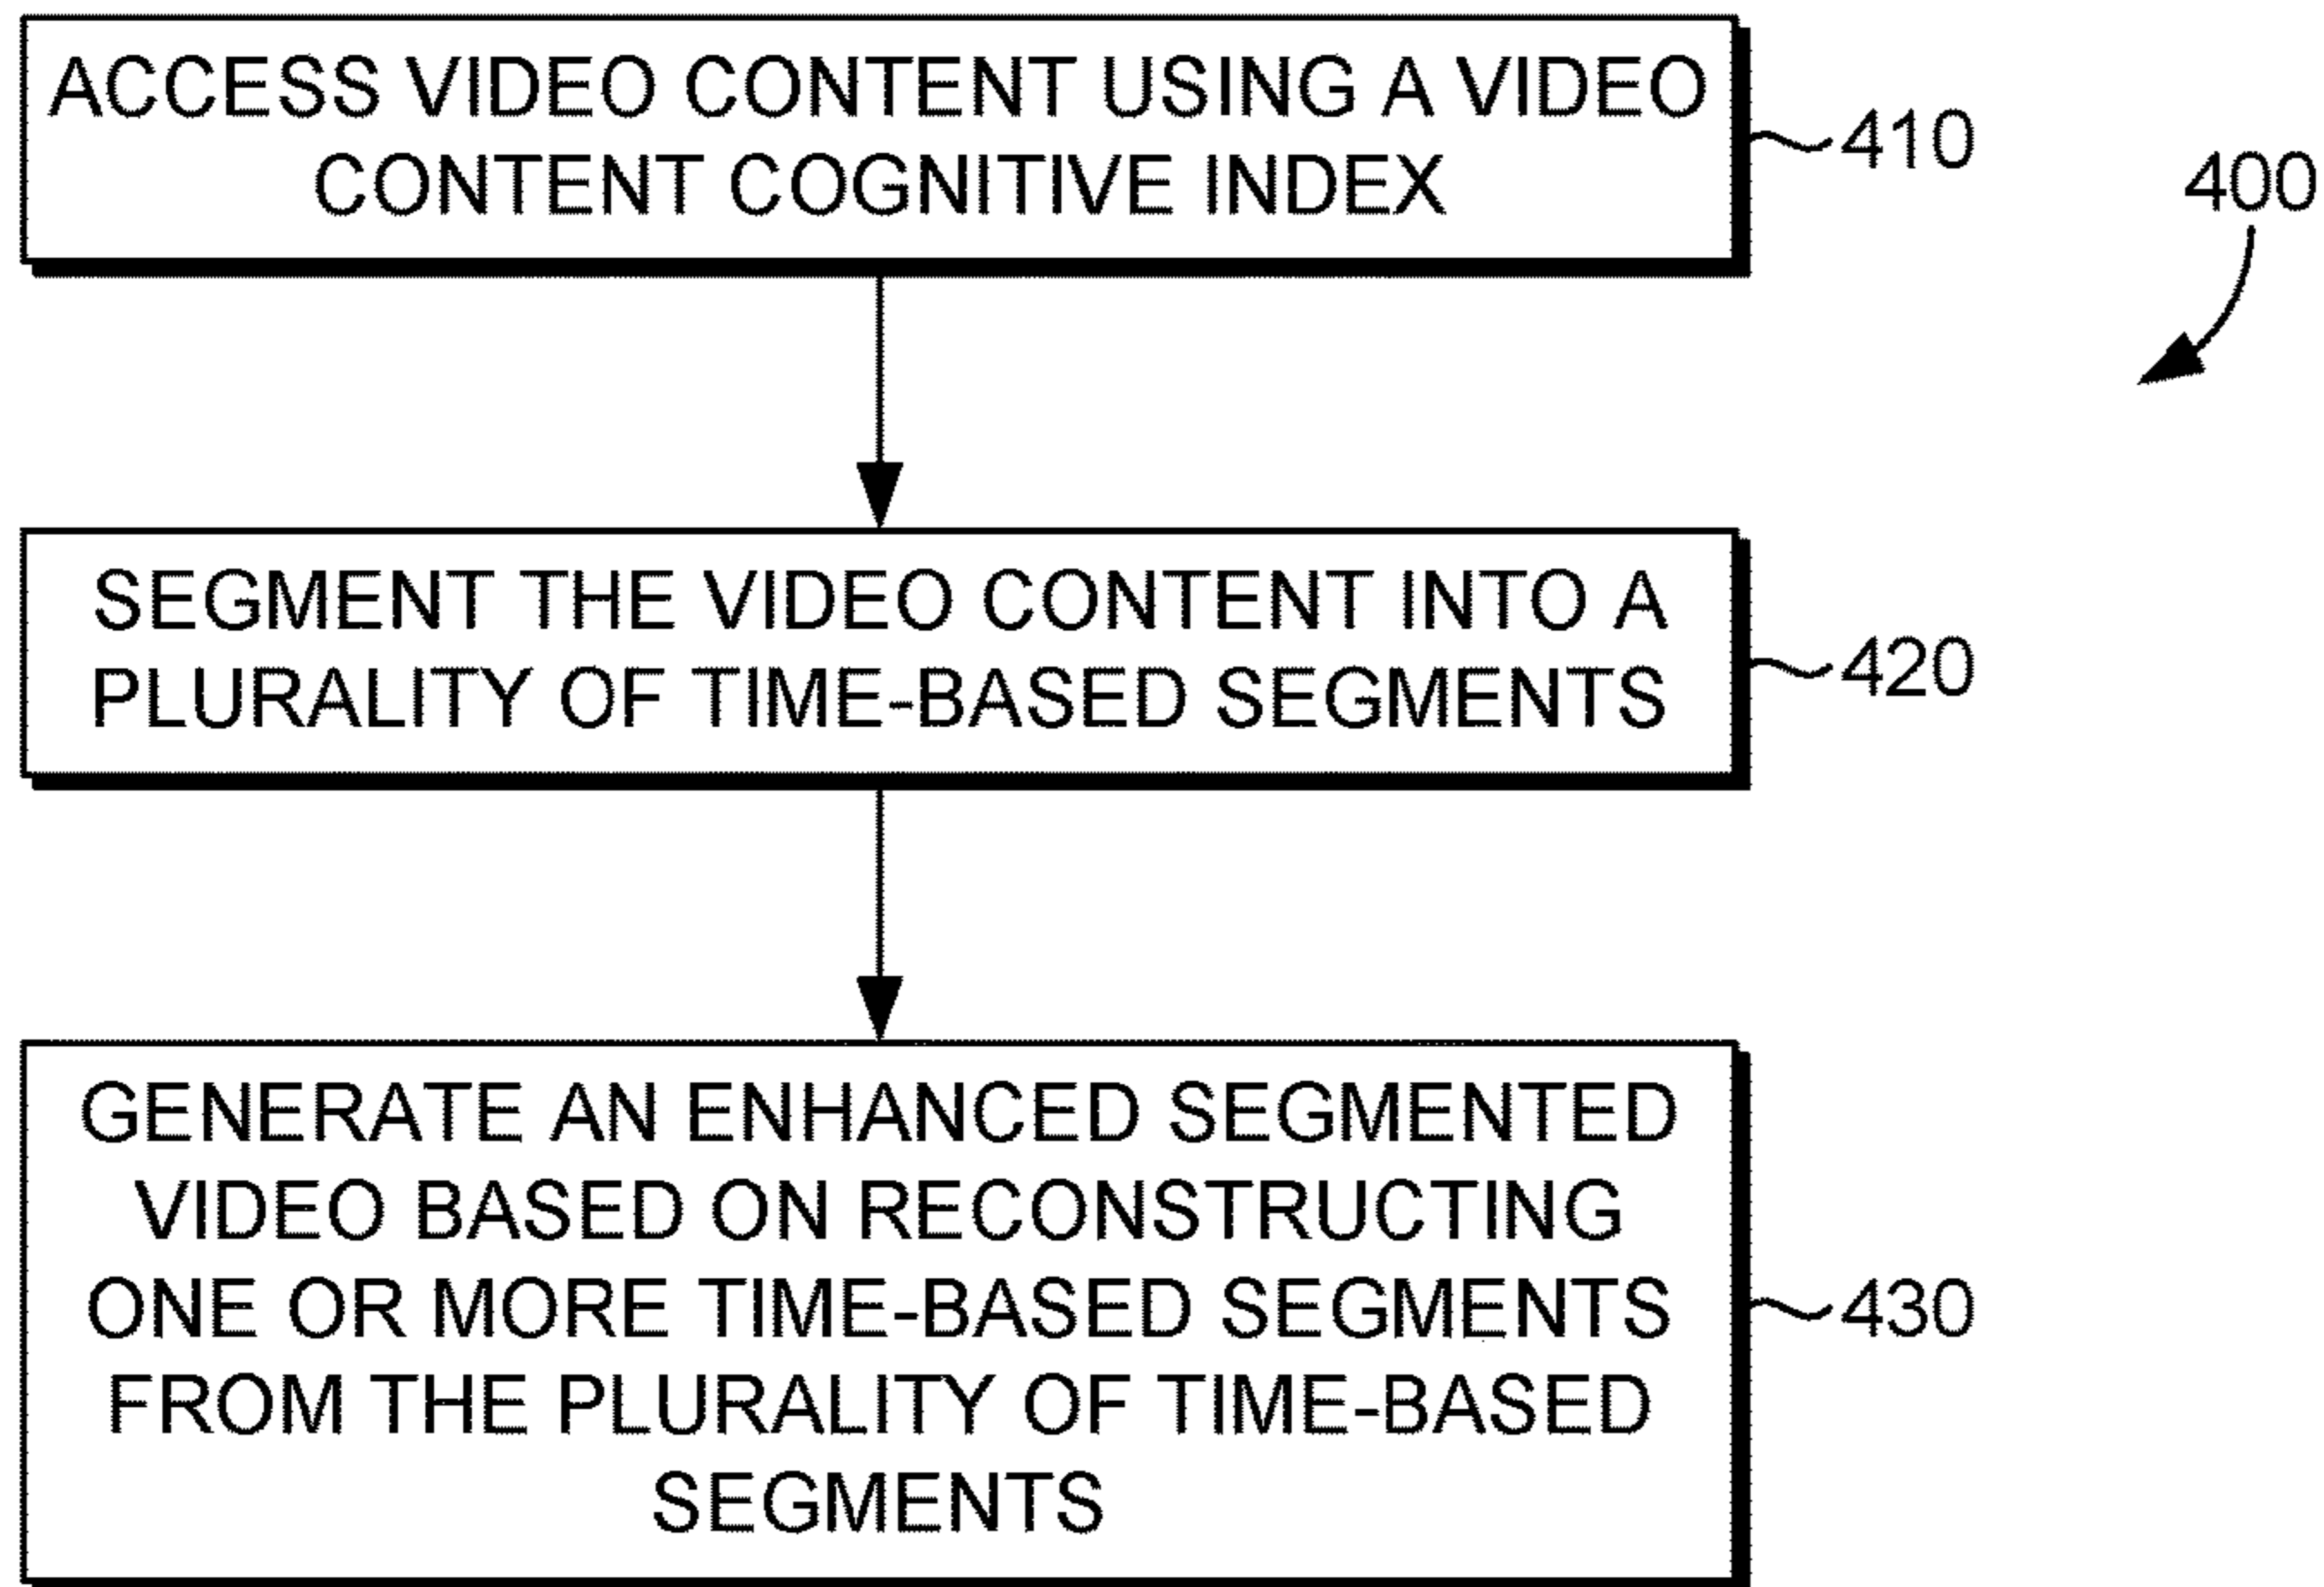 ACCESS VIDEO CONTENT USING A VIDEO
CONTENT COGNITIVE INDEX
410
400
SEGMENT THE VIDEO CONTENT INTO A
PLURALITY OF TIME-BASED SEGMENTS
420
GENERATE AN ENHANCED SEGMENTED
VIDEO BASED ON RECONSTRUCTING
ONE OR MORE TIME-BASED SEGMENTS
FROM THE PLURALITY OF TIME-BASED
SEGMENTS
430